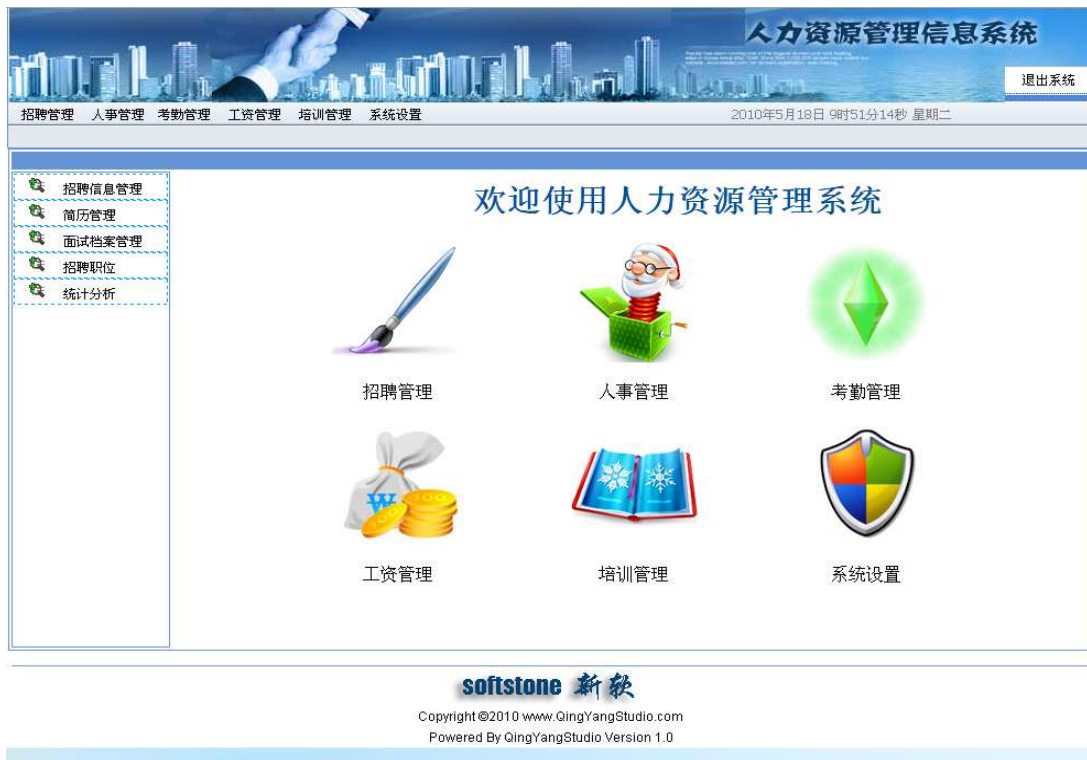 人力资源管理信息系统
退出系统
招聘管理 人事管理 考勤管理 工资管理 培训管理 系统设置 2010年5月18日 9时51分14秒 星期二
招聘信息管理
简历管理
面试档案管理
招聘职位
统计分析
欢迎使用人力资源管理系统
招聘管理 人事管理 考勤管理
工资管理 培训管理 系统设置
softstone 新软
Copyright ©2010 www.QingYangStudio.com
Powered By QingYangStudio Version 1.0